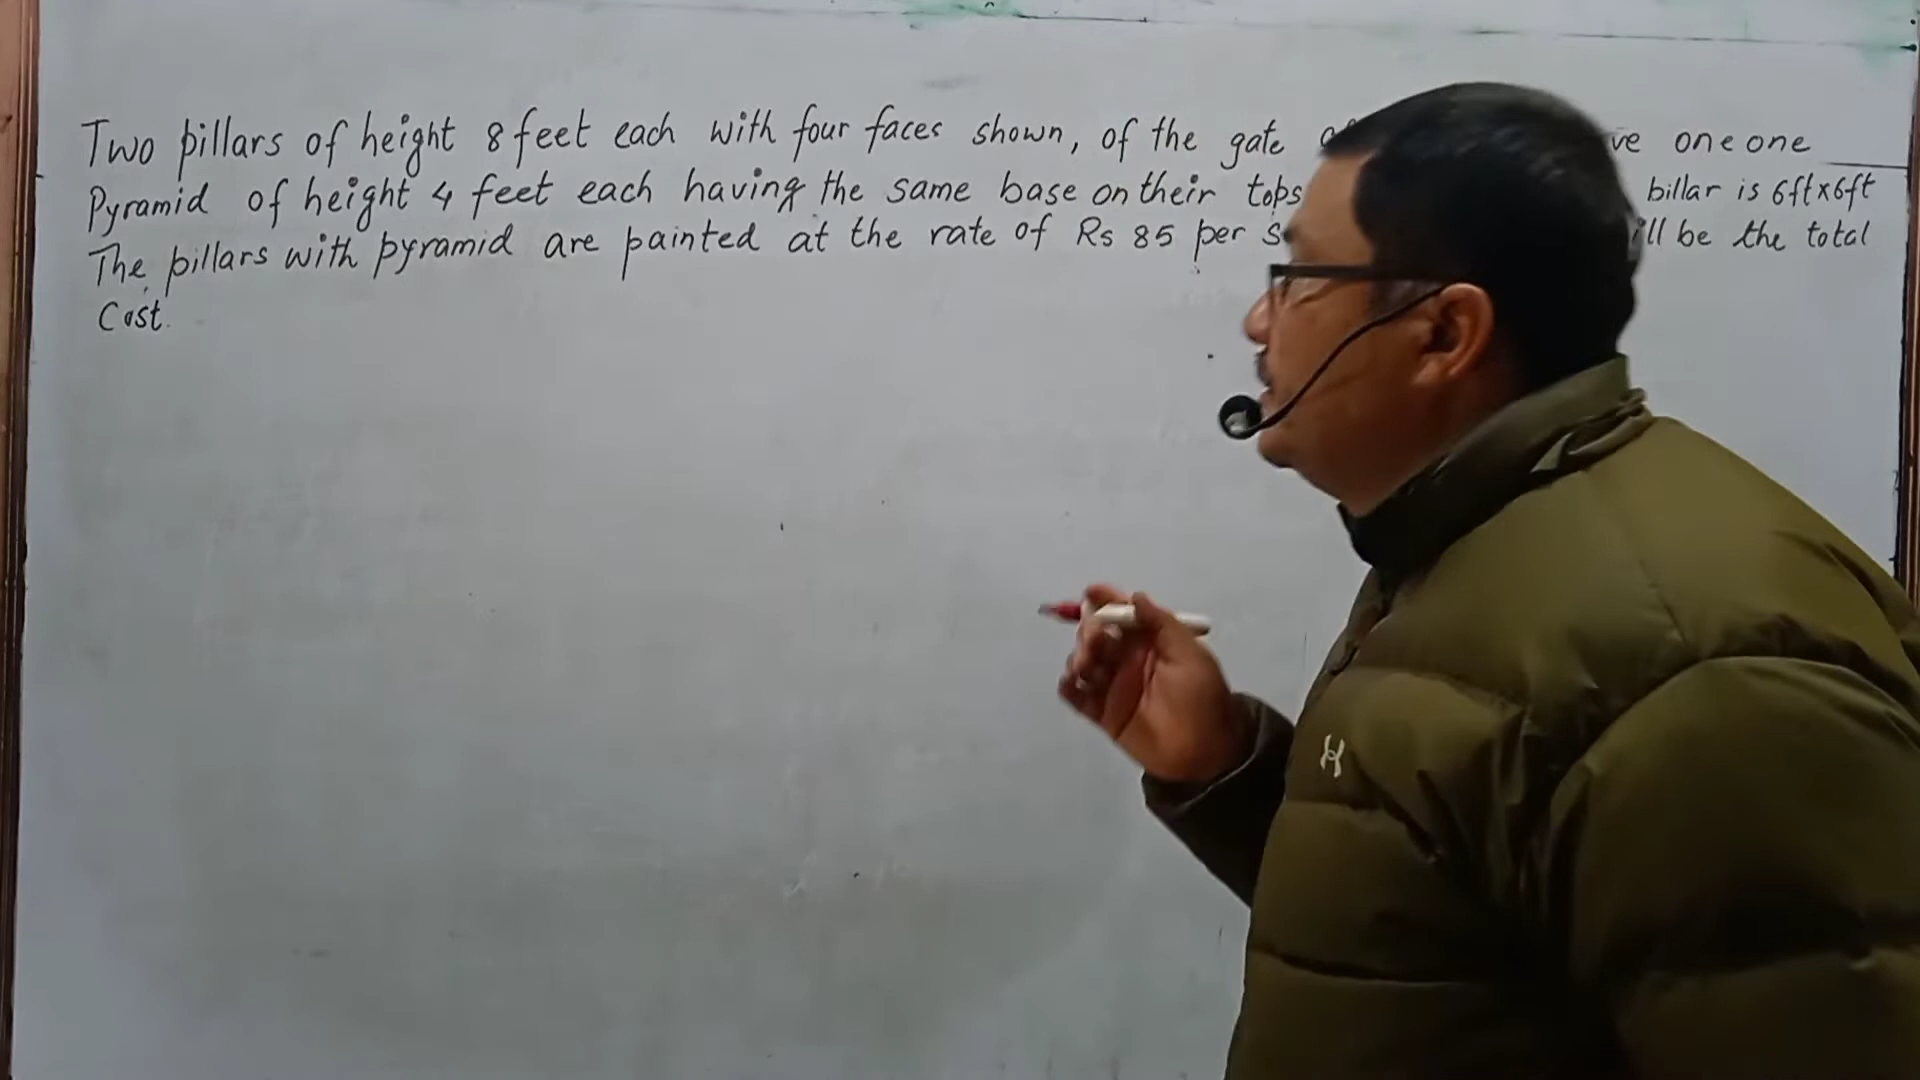 Two pillars of height 8 feet each with four faces shown, of the gate ve one one
Pyramid of height 4 feet each having the same base on their tops billar is 6ft×6ft
The pillars with pyramid are painted at the rate of Rs 85 per s ill be the total
Cost.